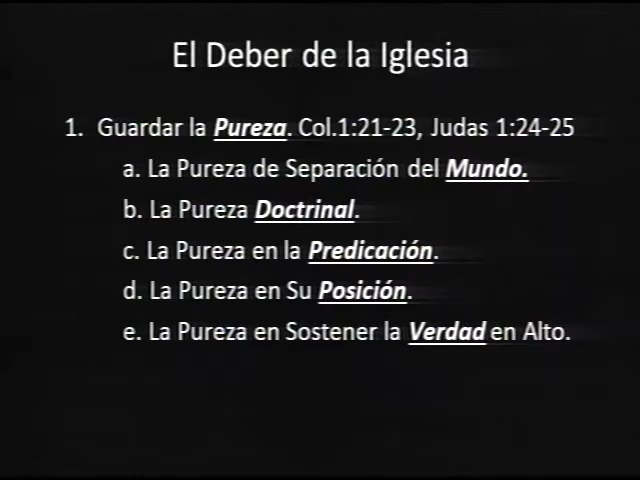 El Deber de la Iglesia
1. Guardar la Pureza. Col.1:21-23, Judas 1:24-25
a. La Pureza de Separación del Mundo.
b. La Pureza Doctrinal.
c. La Pureza en la Predicación.
d. La Pureza en Su Posición.
e. La Pureza en Sostener la Verdad en Alto.